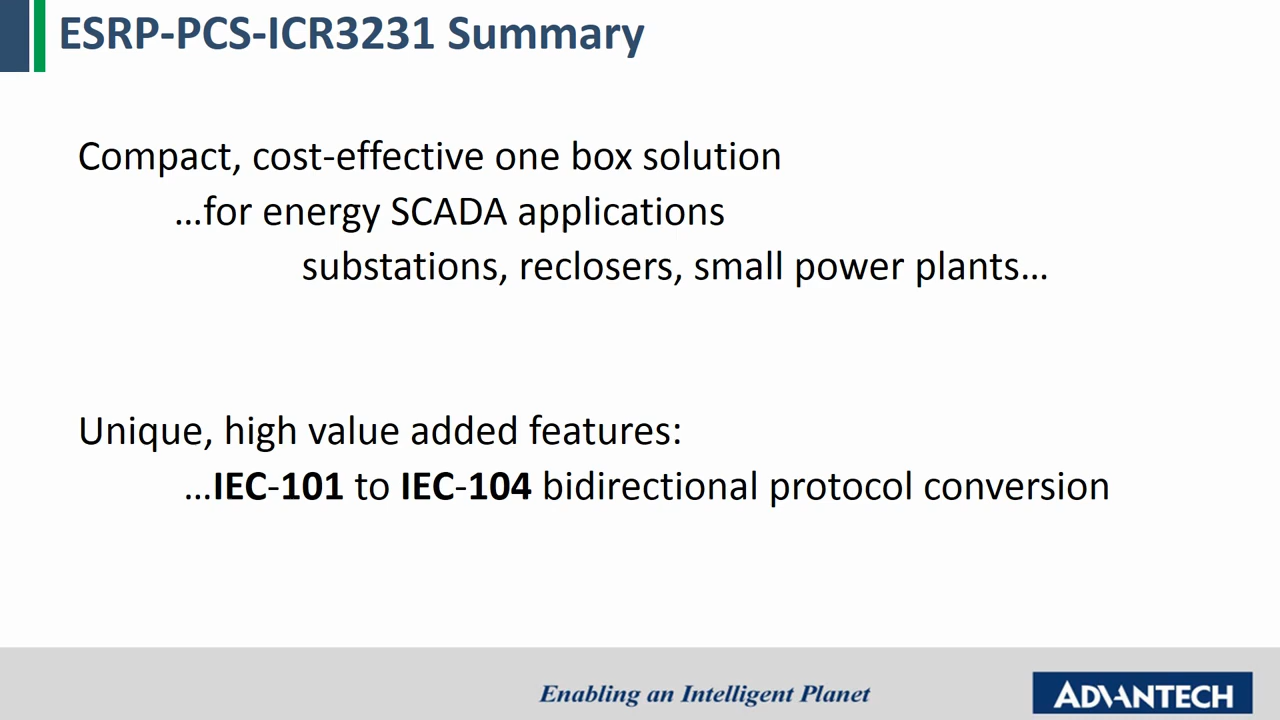 ESRP-PCS-ICR3231 Summary
Compact, cost-effective one box solution
...for energy SCADA applications
substations, reclosers, small power plants...
Unique, high value added features:
...IEC-101 to IEC-104 bidirectional protocol conversion
Enabling an Intelligent Planet
ADVANTECH